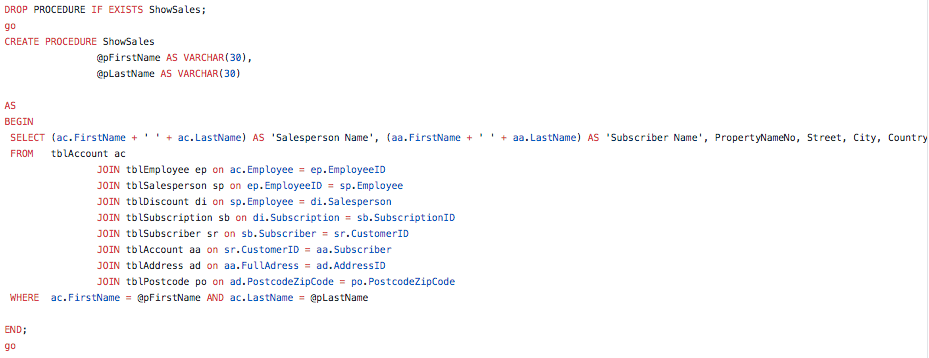 DROP PROCEDURE IF EXISTS ShowSales;
go
CREATE PROCEDURE ShowSales
@pFirstName AS VARCHAR(30),
@pLastName AS VARCHAR(30)
AS
BEGIN
SELECT (ac.FirstName + ' ' + ac.LastName) AS 'Salesperson Name', (aa.FirstName + ' ' + aa.LastName) AS 'Subscriber Name', PropertyNameNo, Street, City, Country
FROM tblAccount ac
JOIN tblEmployee ep on ac.Employee = ep.EmployeeID
JOIN tblSalesperson sp on ep.EmployeeID = sp.Employee
JOIN tblDiscount di on sp.Employee = di.Salesperson
JOIN tblSubscription sb on di.Subscription = sb.SubscriptionID
JOIN tblSubscriber sr on sb.Subscriber = sr.CustomerID
JOIN tblAccount aa on sr.CustomerID = aa.Subscriber
JOIN tblAddress ad on aa.FullAdress = ad.AddressID
JOIN tblPostcode po on ad.PostcodeZipCode = po.PostcodeZipCode
WHERE ac.FirstName = @pFirstName AND ac.LastName = @pLastName
END;
go